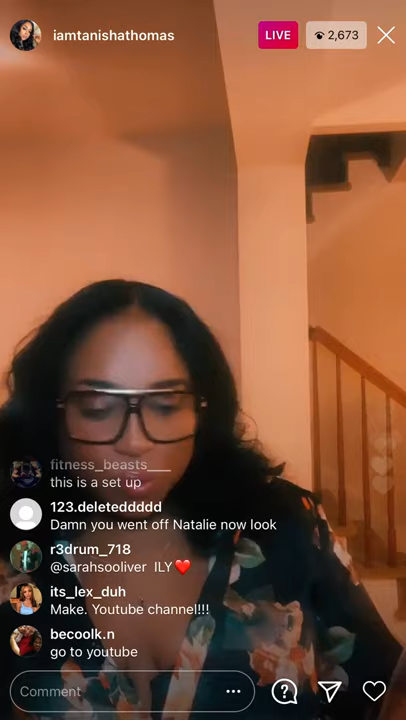 iamtanishathomas LIVE 2,673
fitness_beasts___
this is a set up
123.deleteddddd
Damn you went off Natalie now look
r3drum_718
@sarahsooliver ILY❤️
its_lex_duh
Make. Youtube channel!!!
becoolk.n
go to youtube
Comment